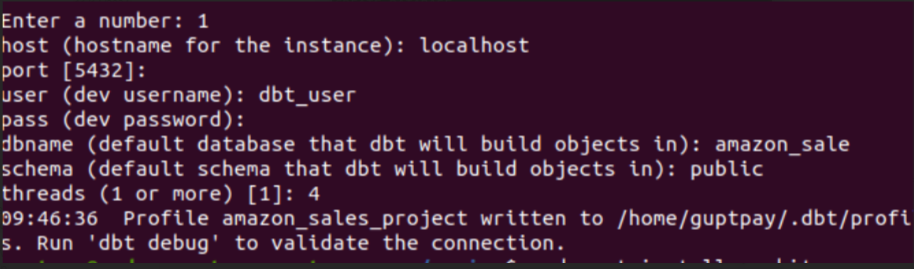 Enter a number: 1
host (hostname for the instance): localhost
port [5432]:
user (dev username): dbt_user
pass (dev password):
dbname (default database that dbt will build objects in): amazon_sale
schema (default schema that dbt will build objects in): public
threads (1 or more) [1]: 4
09:46:36  Profile amazon_sales_project written to /home/guptpay/.dbt/profi
s. Run 'dbt debug' to validate the connection.